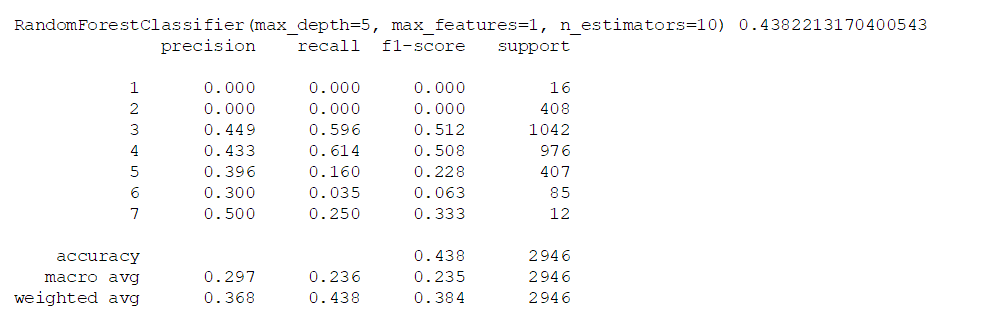 RandomForestClassifier(max_depth=5, max_features=1, n_estimators=10) 0.4382213170400543
precision recall f1-score support
1 0.000 0.000 0.000 16
2 0.000 0.000 0.000 408
3 0.449 0.596 0.512 1042
4 0.433 0.614 0.508 976
5 0.396 0.160 0.228 407
6 0.300 0.035 0.063 85
7 0.500 0.250 0.333 12
accuracy 0.438 2946
macro avg 0.297 0.236 0.235 2946
weighted avg 0.368 0.438 0.384 2946